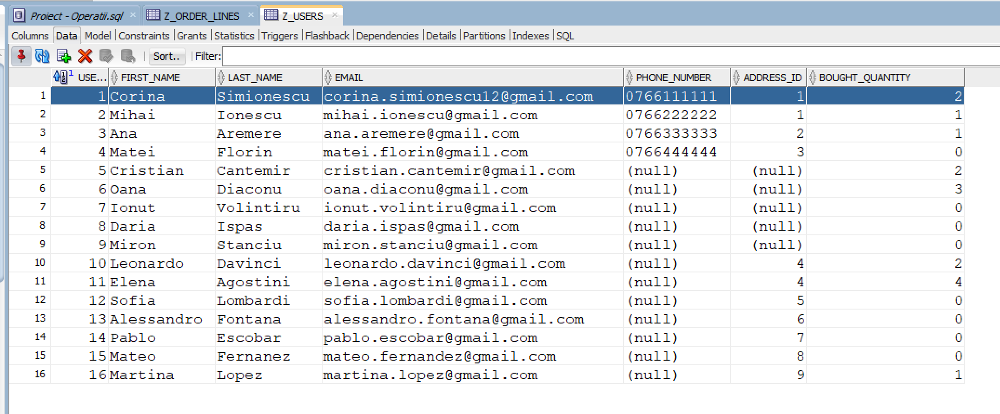 Proiect - Operatii.sql Z_ORDER_LINES Z_USERS
Columns Data Model Constraints Grants Statistics Triggers Flashback Dependencies Details Partitions Indexes SQL
Sort.. Filter:
1 USE... FIRST_NAME LAST_NAME EMAIL PHONE_NUMBER ADDRESS_ID BOUGHT_QUANTITY
1 1 Corina Simionescu corina.simionescu12@gmail.com 0766111111 1 2
2 2 Mihai Ionescu mihai.ionescu@gmail.com 0766222222 1 1
3 3 Ana Aremere ana.aremere@gmail.com 0766333333 2 1
4 4 Matei Florin matei.florin@gmail.com 0766444444 3 0
5 5 Cristian Cantemir cristian.cantemir@gmail.com (null) (null) 2
6 6 Oana Diaconu oana.diaconu@gmail.com (null) (null) 3
7 7 Ionut Volintiru ionut.volintiru@gmail.com (null) (null) 0
8 8 Daria Ispas daria.ispas@gmail.com (null) (null) 0
9 9 Miron Stanciu miron.stanciu@gmail.com (null) (null) 0
10 10 Leonardo Davinci leonardo.davinci@gmail.com (null) 4 2
11 11 Elena Agostini elena.agostini@gmail.com (null) 4 4
12 12 Sofia Lombardi sofia.lombardi@gmail.com (null) 5 0
13 13 Alessandro Fontana alessandro.fontana@gmail.com (null) 6 0
14 14 Pablo Escobar pablo.escobar@gmail.com (null) 7 0
15 15 Mateo Fernanez mateo.fernandez@gmail.com (null) 8 0
16 16 Martina Lopez martina.lopez@gmail.com (null) 9 1